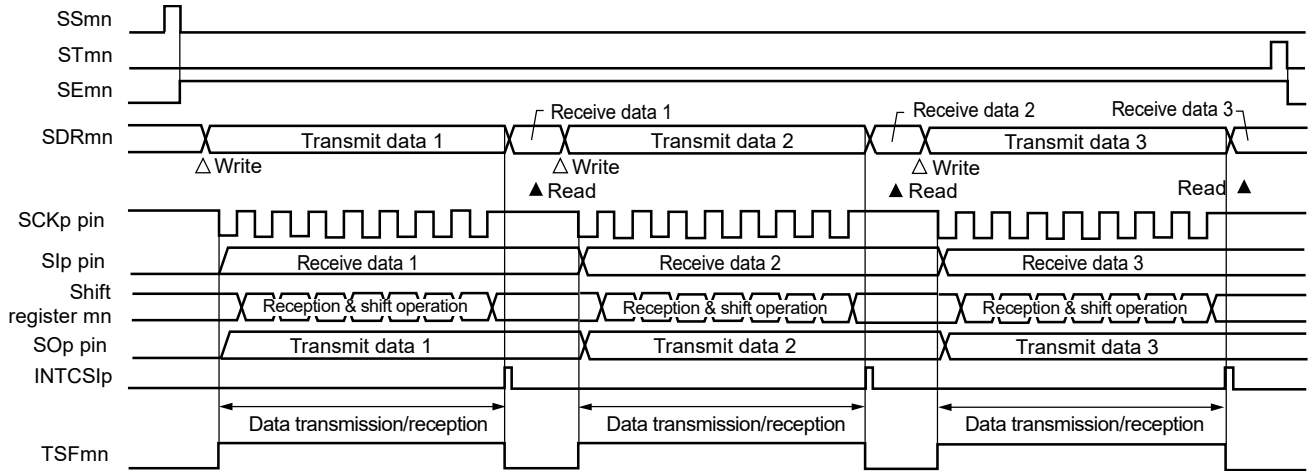 SSmn
STmn
SEmn
Receive data 1
Receive data 2
Receive data 3
SDRmn
Transmit data 1
Transmit data 2
Transmit data 3
△ Write
△ Write
△ Write
▲ Read
▲ Read
Read ▲
SCKp pin
SIp pin
Receive data 1
Receive data 2
Receive data 3
Shift
register mn
Reception & shift operation
Reception & shift operation
Reception & shift operation
SOp pin
Transmit data 1
Transmit data 2
Transmit data 3
INTCSIp
Data transmission/reception
Data transmission/reception
Data transmission/reception
TSFmn